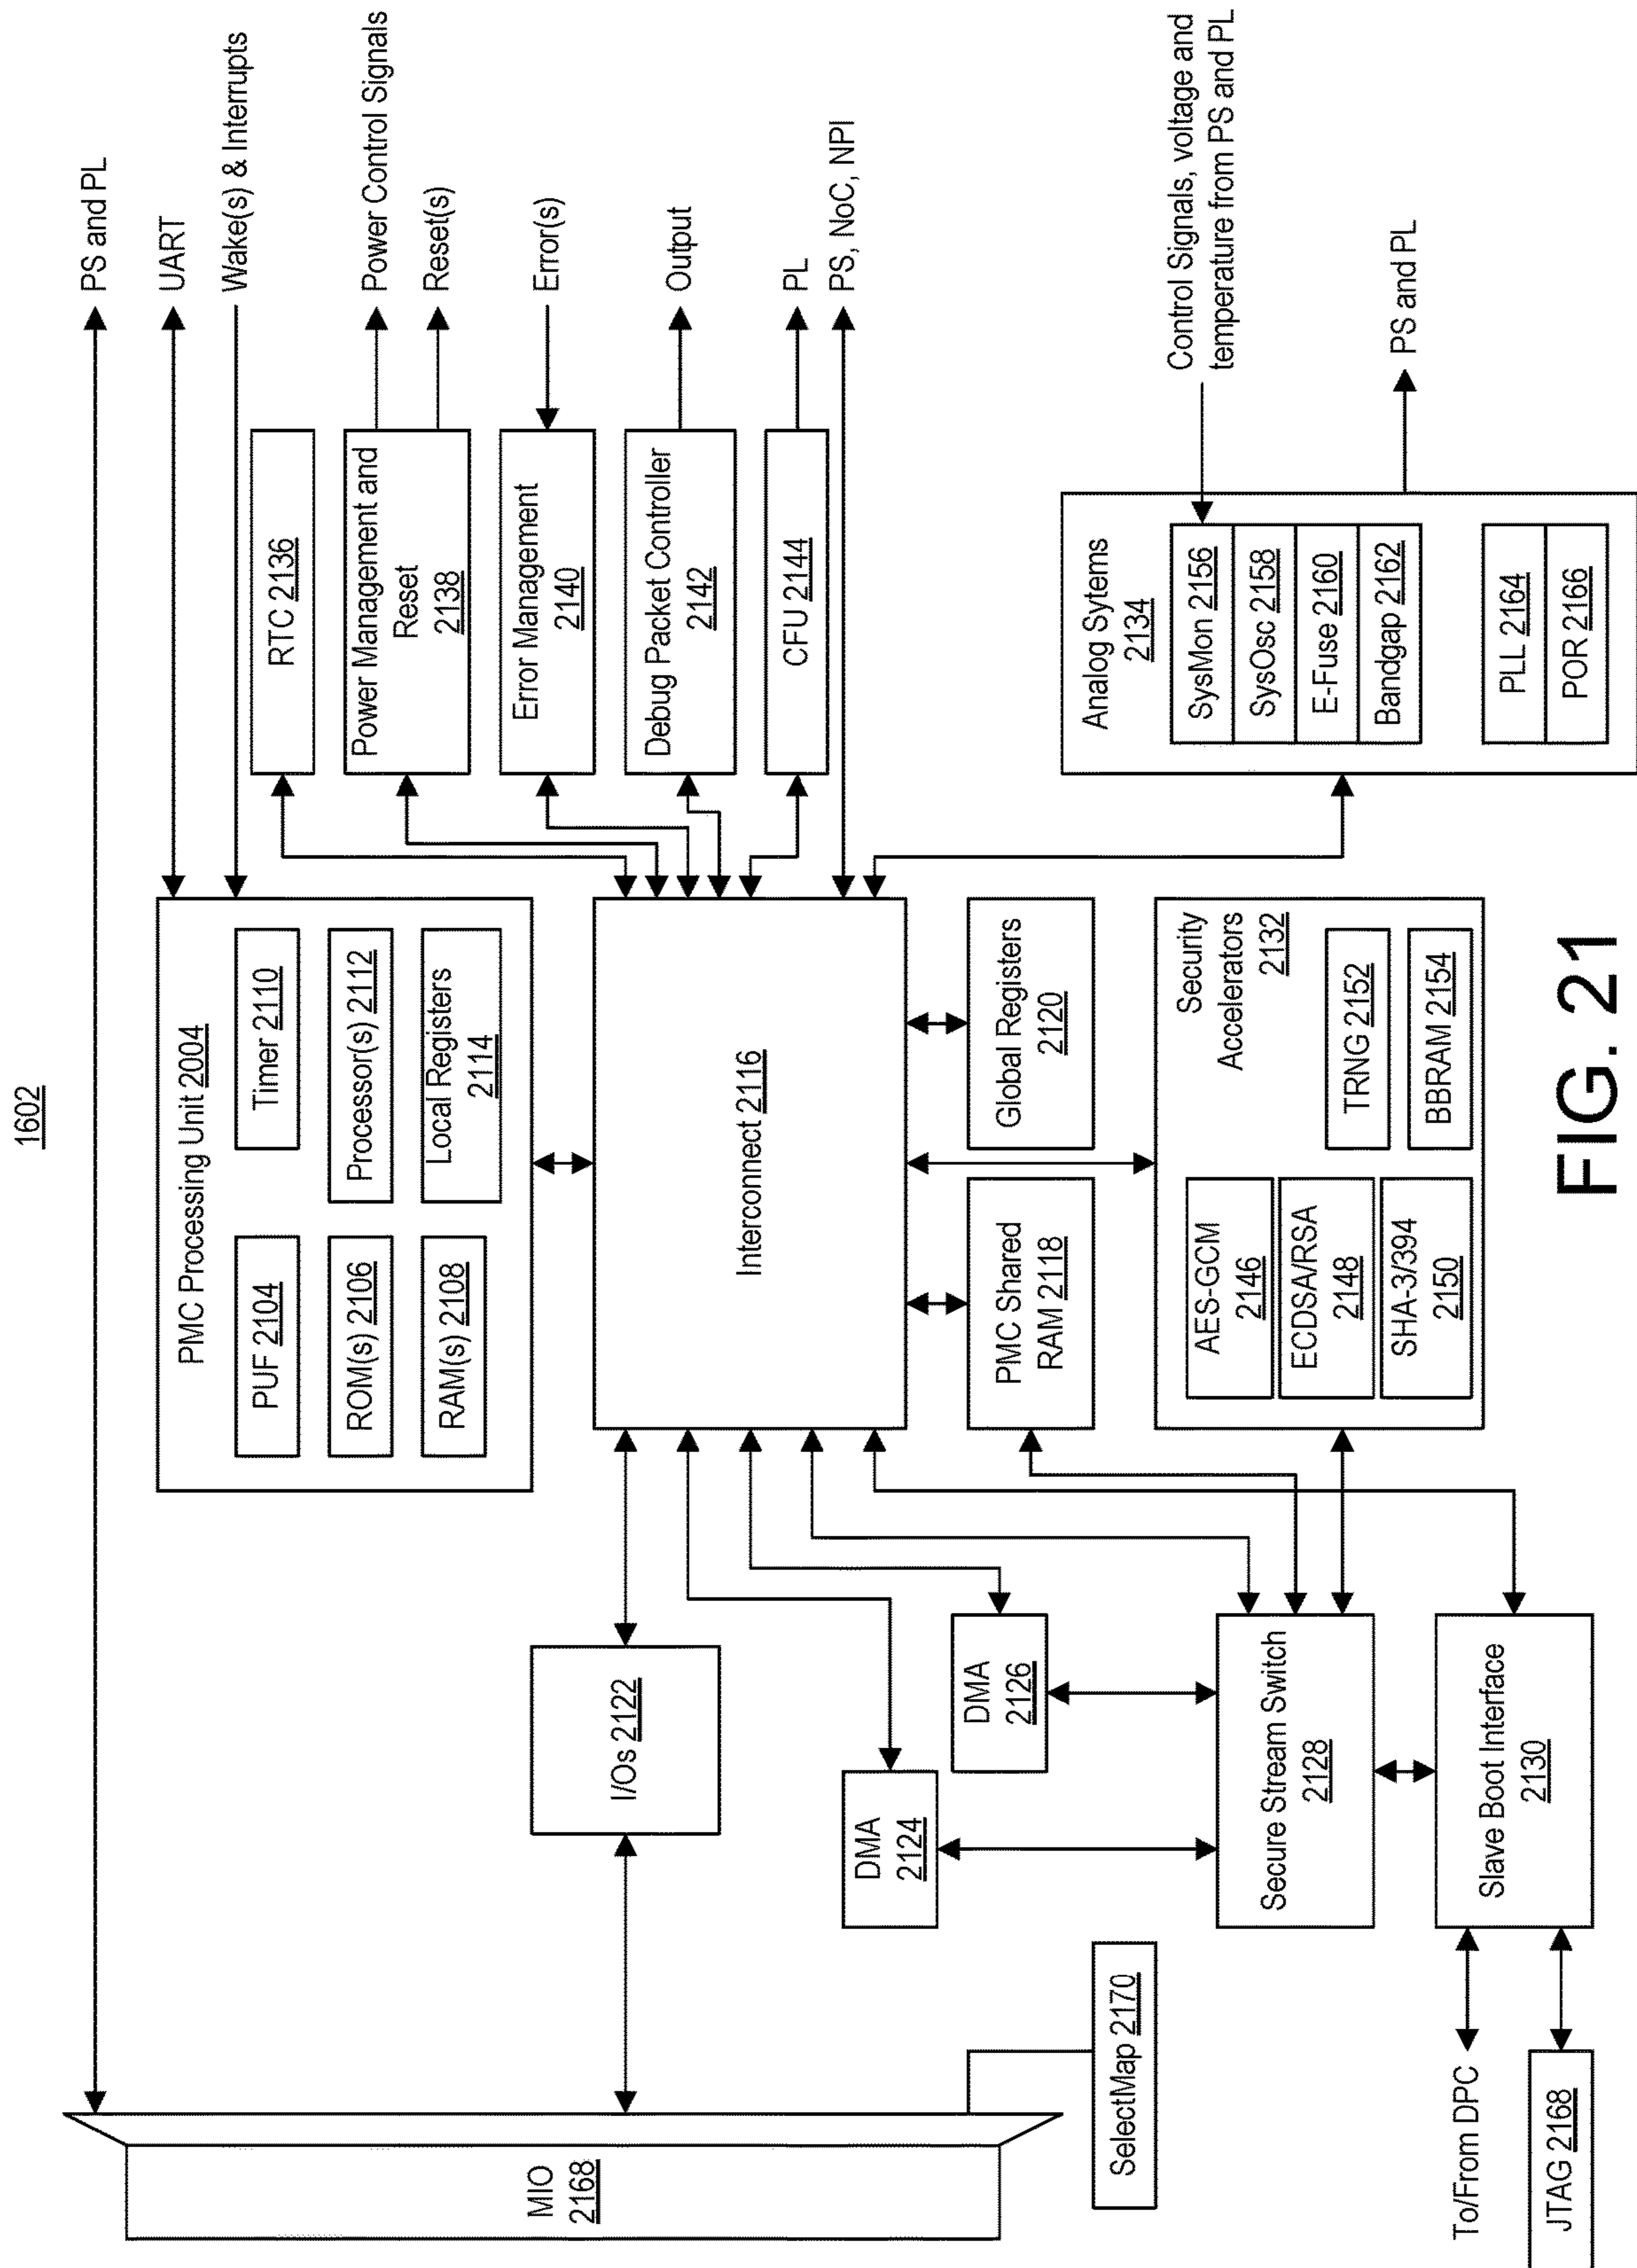 1602
PS and PL
UART
Wake(s) & Interrupts
PMC Processing Unit 2004
PUF 2104
Timer 2110
ROM(s) 2106
Processor(s) 2112
RAM(s) 2108
Local Registers
2114
RTC 2136
Power Management and
Reset
2138
Power Control Signals
Reset(s)
Error Management
2140
Error(s)
Debug Packet Controller
2142
Output
CFU 2144
PL
PS, NoC, NPI
MIO
2168
I/Os 2122
Interconnect 2116
DMA
2124
DMA
2126
PMC Shared
RAM 2118
Global Registers
2120
SelectMap 2170
Secure Stream Switch
2128
Security
Accelerators
2132
AES-GCM
2146
ECDSA/RSA
2148
SHA-3/394
2150
TRNG 2152
BBRAM 2154
Analog Sytems
2134
SysMon 2156
SysOsc 2158
E-Fuse 2160
Bandgap 2162
PLL 2164
POR 2166
Control Signals, voltage and
temperature from PS and PL
PS and PL
To/From DPC
Slave Boot Interface
2130
JTAG 2168
FIG. 21